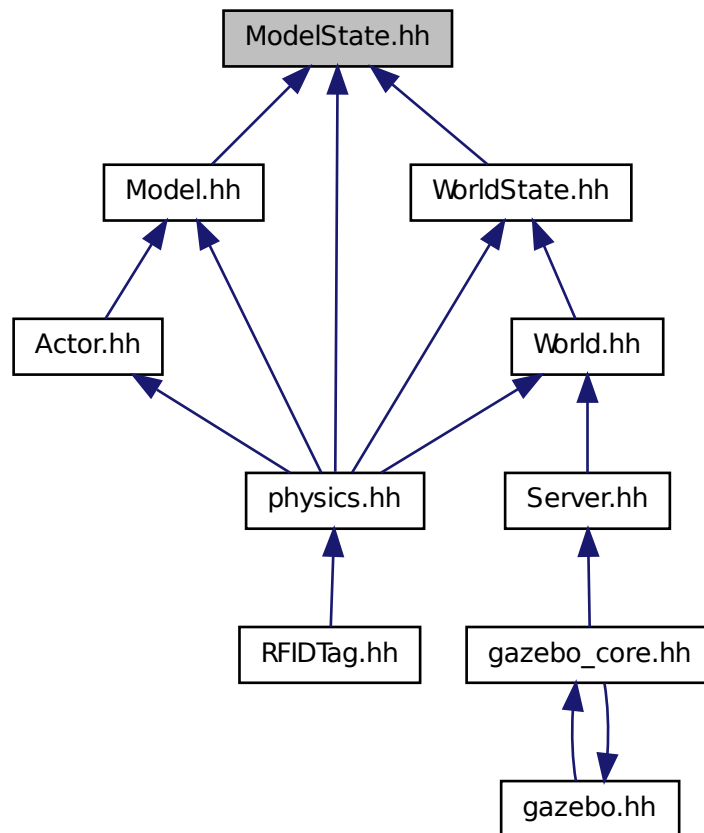 ModelState.hh
Model.hh
WorldState.hh
Actor.hh
World.hh
physics.hh
Server.hh
RFIDTag.hh
gazebo_core.hh
gazebo.hh